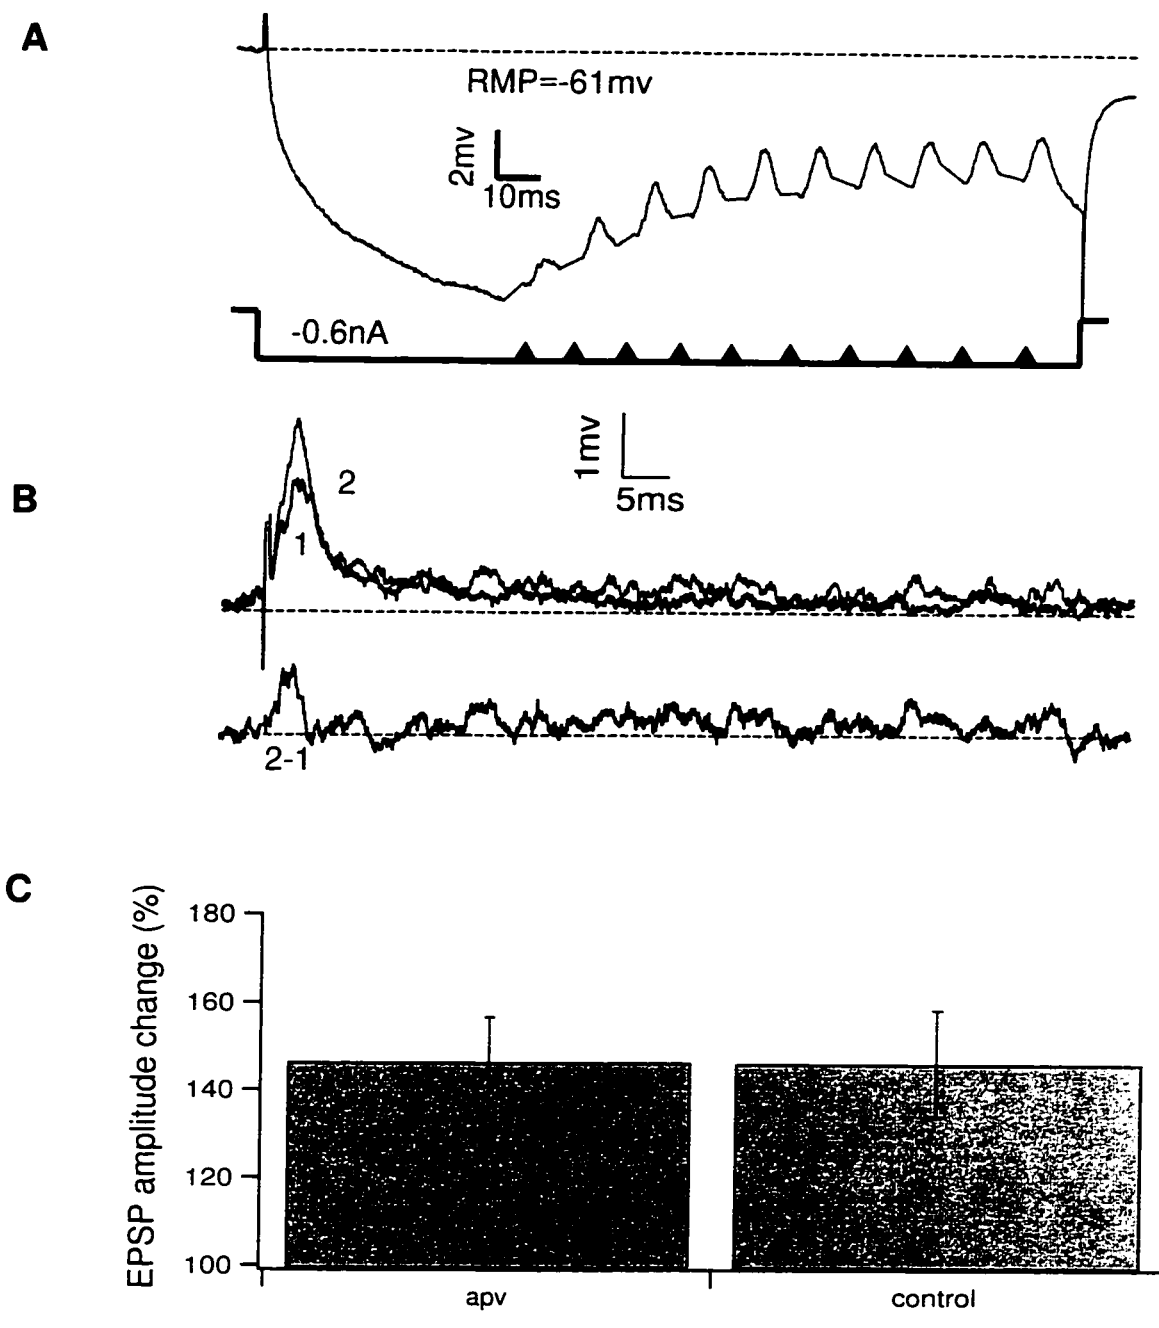 A
RMP=-61mv
2mv
10ms
-0.6nA
B
1mv
5ms
2
1
2-1
C
EPSP amplitude change (%)
180
160
140
120
100
apv
control